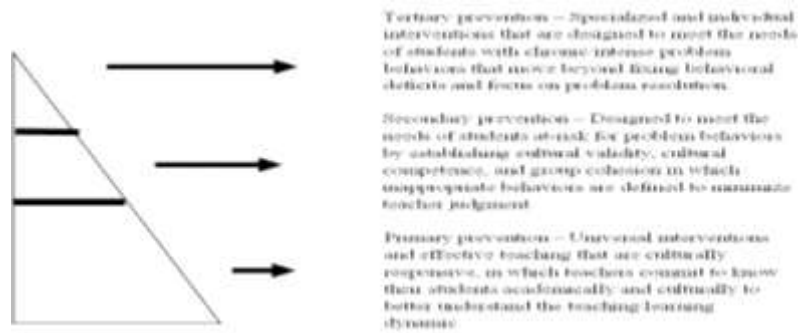 Tertiary prevention – Specialized and individual
interventions that are designed to meet the needs
of students with chronic-intense problem
behaviors that move beyond fixing behavioral
deficits and focus on problem resolution.
Secondary prevention – Designed to meet the
needs of students at-risk for problem behaviors
by establishing cultural validity, cultural
competence, and group cohesion in which
inappropriate behaviors are defined to minimize
teacher judgment.
Primary prevention – Universal interventions
and effective teaching that are culturally
responsive, in which teachers commit to know
their students academically and culturally to
better understand the teaching-learning
dynamic.